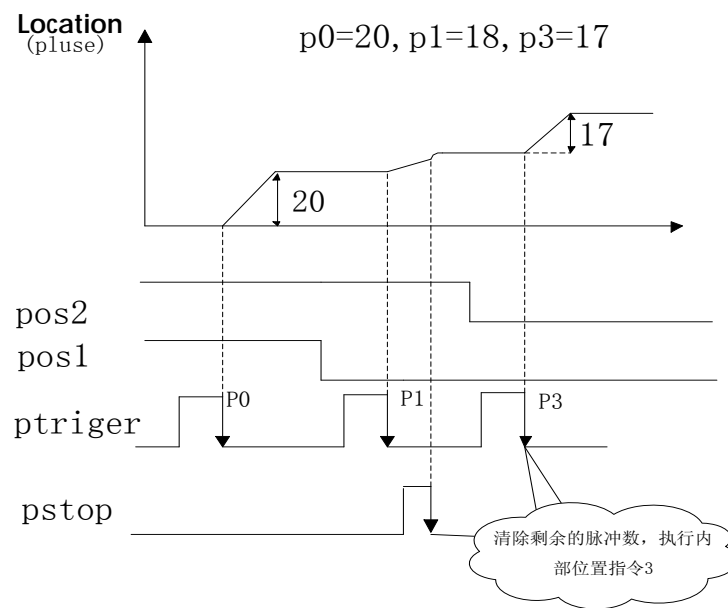 Location
(pluse)
p0=20, p1=18, p3=17
17
20
pos2
pos1
P0
P1
P3
ptriger
pstop
清除剩余的脉冲数，执行内
部位置指令3